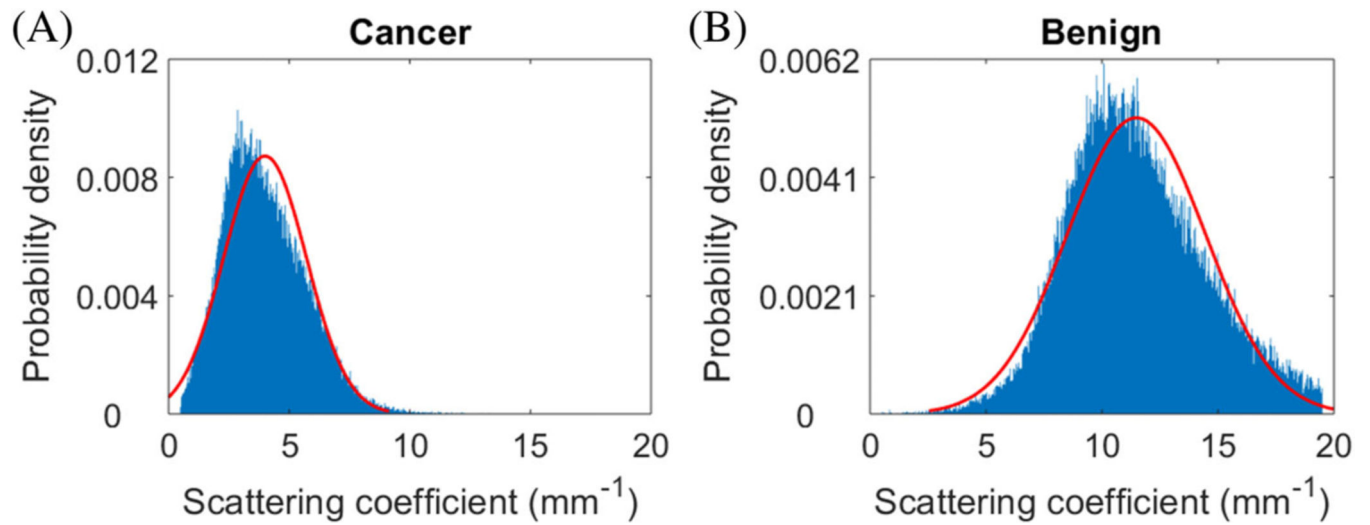 (A)
Cancer
0.012
0.008
0.004
0
Probability density
0 5 10 15 20
Scattering coefficient (mm⁻¹)
(B)
Benign
0.0062
0.0041
0.0021
0
Probability density
0 5 10 15 20
Scattering coefficient (mm⁻¹)